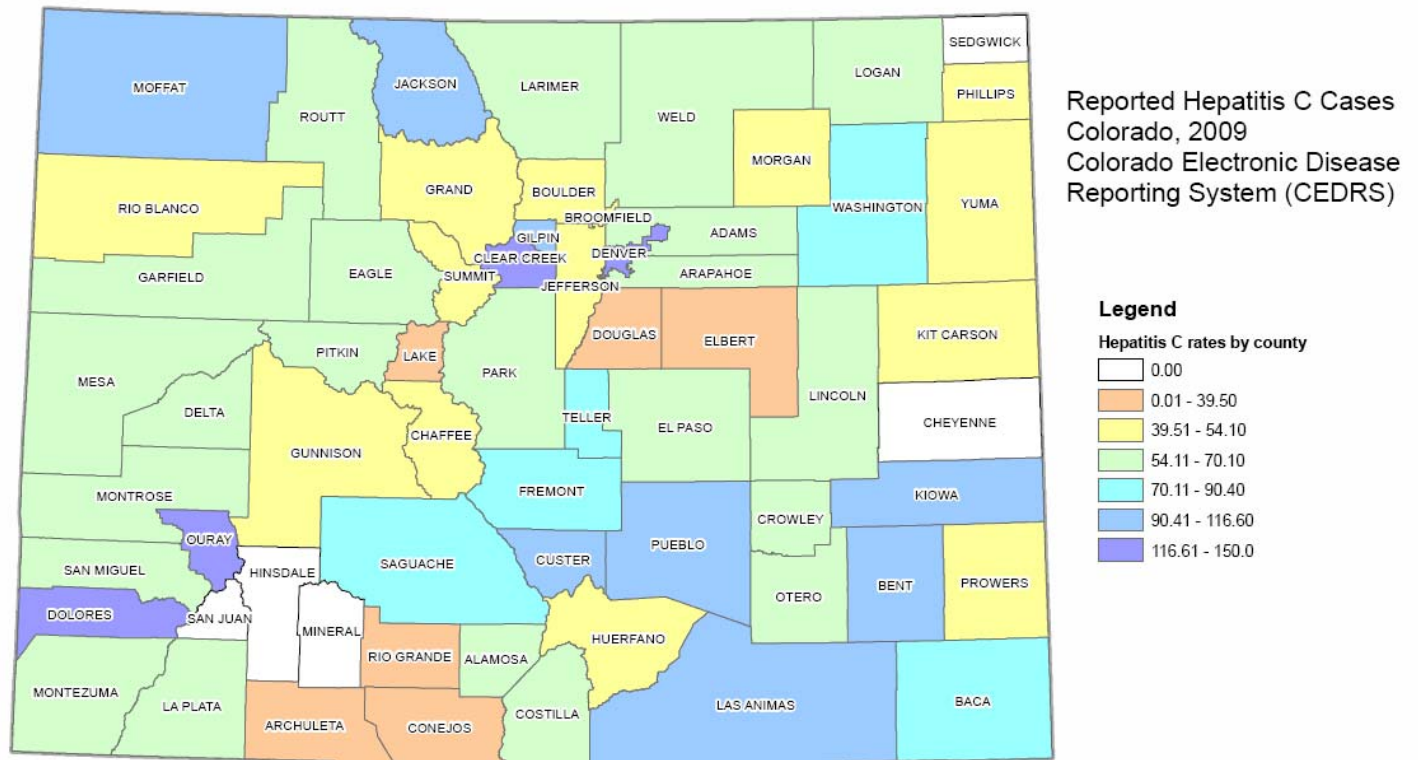 SEDGWICK
LOGAN
MOFFAT
JACKSON
LARIMER
PHILLIPS
ROUTT
WELD
MORGAN
GRAND
BOULDER
RIO BLANCO
WASHINGTON
YUMA
BROOMFIELD
ADAMS
GILPIN
DENVER
CLEAR CREEK
EAGLE
SUMMIT
ARAPAHOE
GARFIELD
JEFFERSON
DOUGLAS
ELBERT
KIT CARSON
PITKIN
LAKE
PARK
MESA
LINCOLN
DELTA
TELLER
CHEYENNE
EL PASO
CHAFFEE
GUNNISON
FREMONT
MONTROSE
KIOWA
CROWLEY
OURAY
PUEBLO
CUSTER
SAGUACHE
SAN MIGUEL
HINSDALE
BENT
PROWERS
OTERO
DOLORES
SAN JUAN
MINERAL
HUERFANO
RIO GRANDE
ALAMOSA
MONTEZUMA
LA PLATA
COSTILLA
LAS ANIMAS
BACA
ARCHULETA
CONEJOS
Reported Hepatitis C Cases
Colorado, 2009
Colorado Electronic Disease
Reporting System (CEDRS)
Legend
Hepatitis C rates by county
0.00
0.01 - 39.50
39.51 - 54.10
54.11 - 70.10
70.11 - 90.40
90.41 - 116.60
116.61 - 150.0